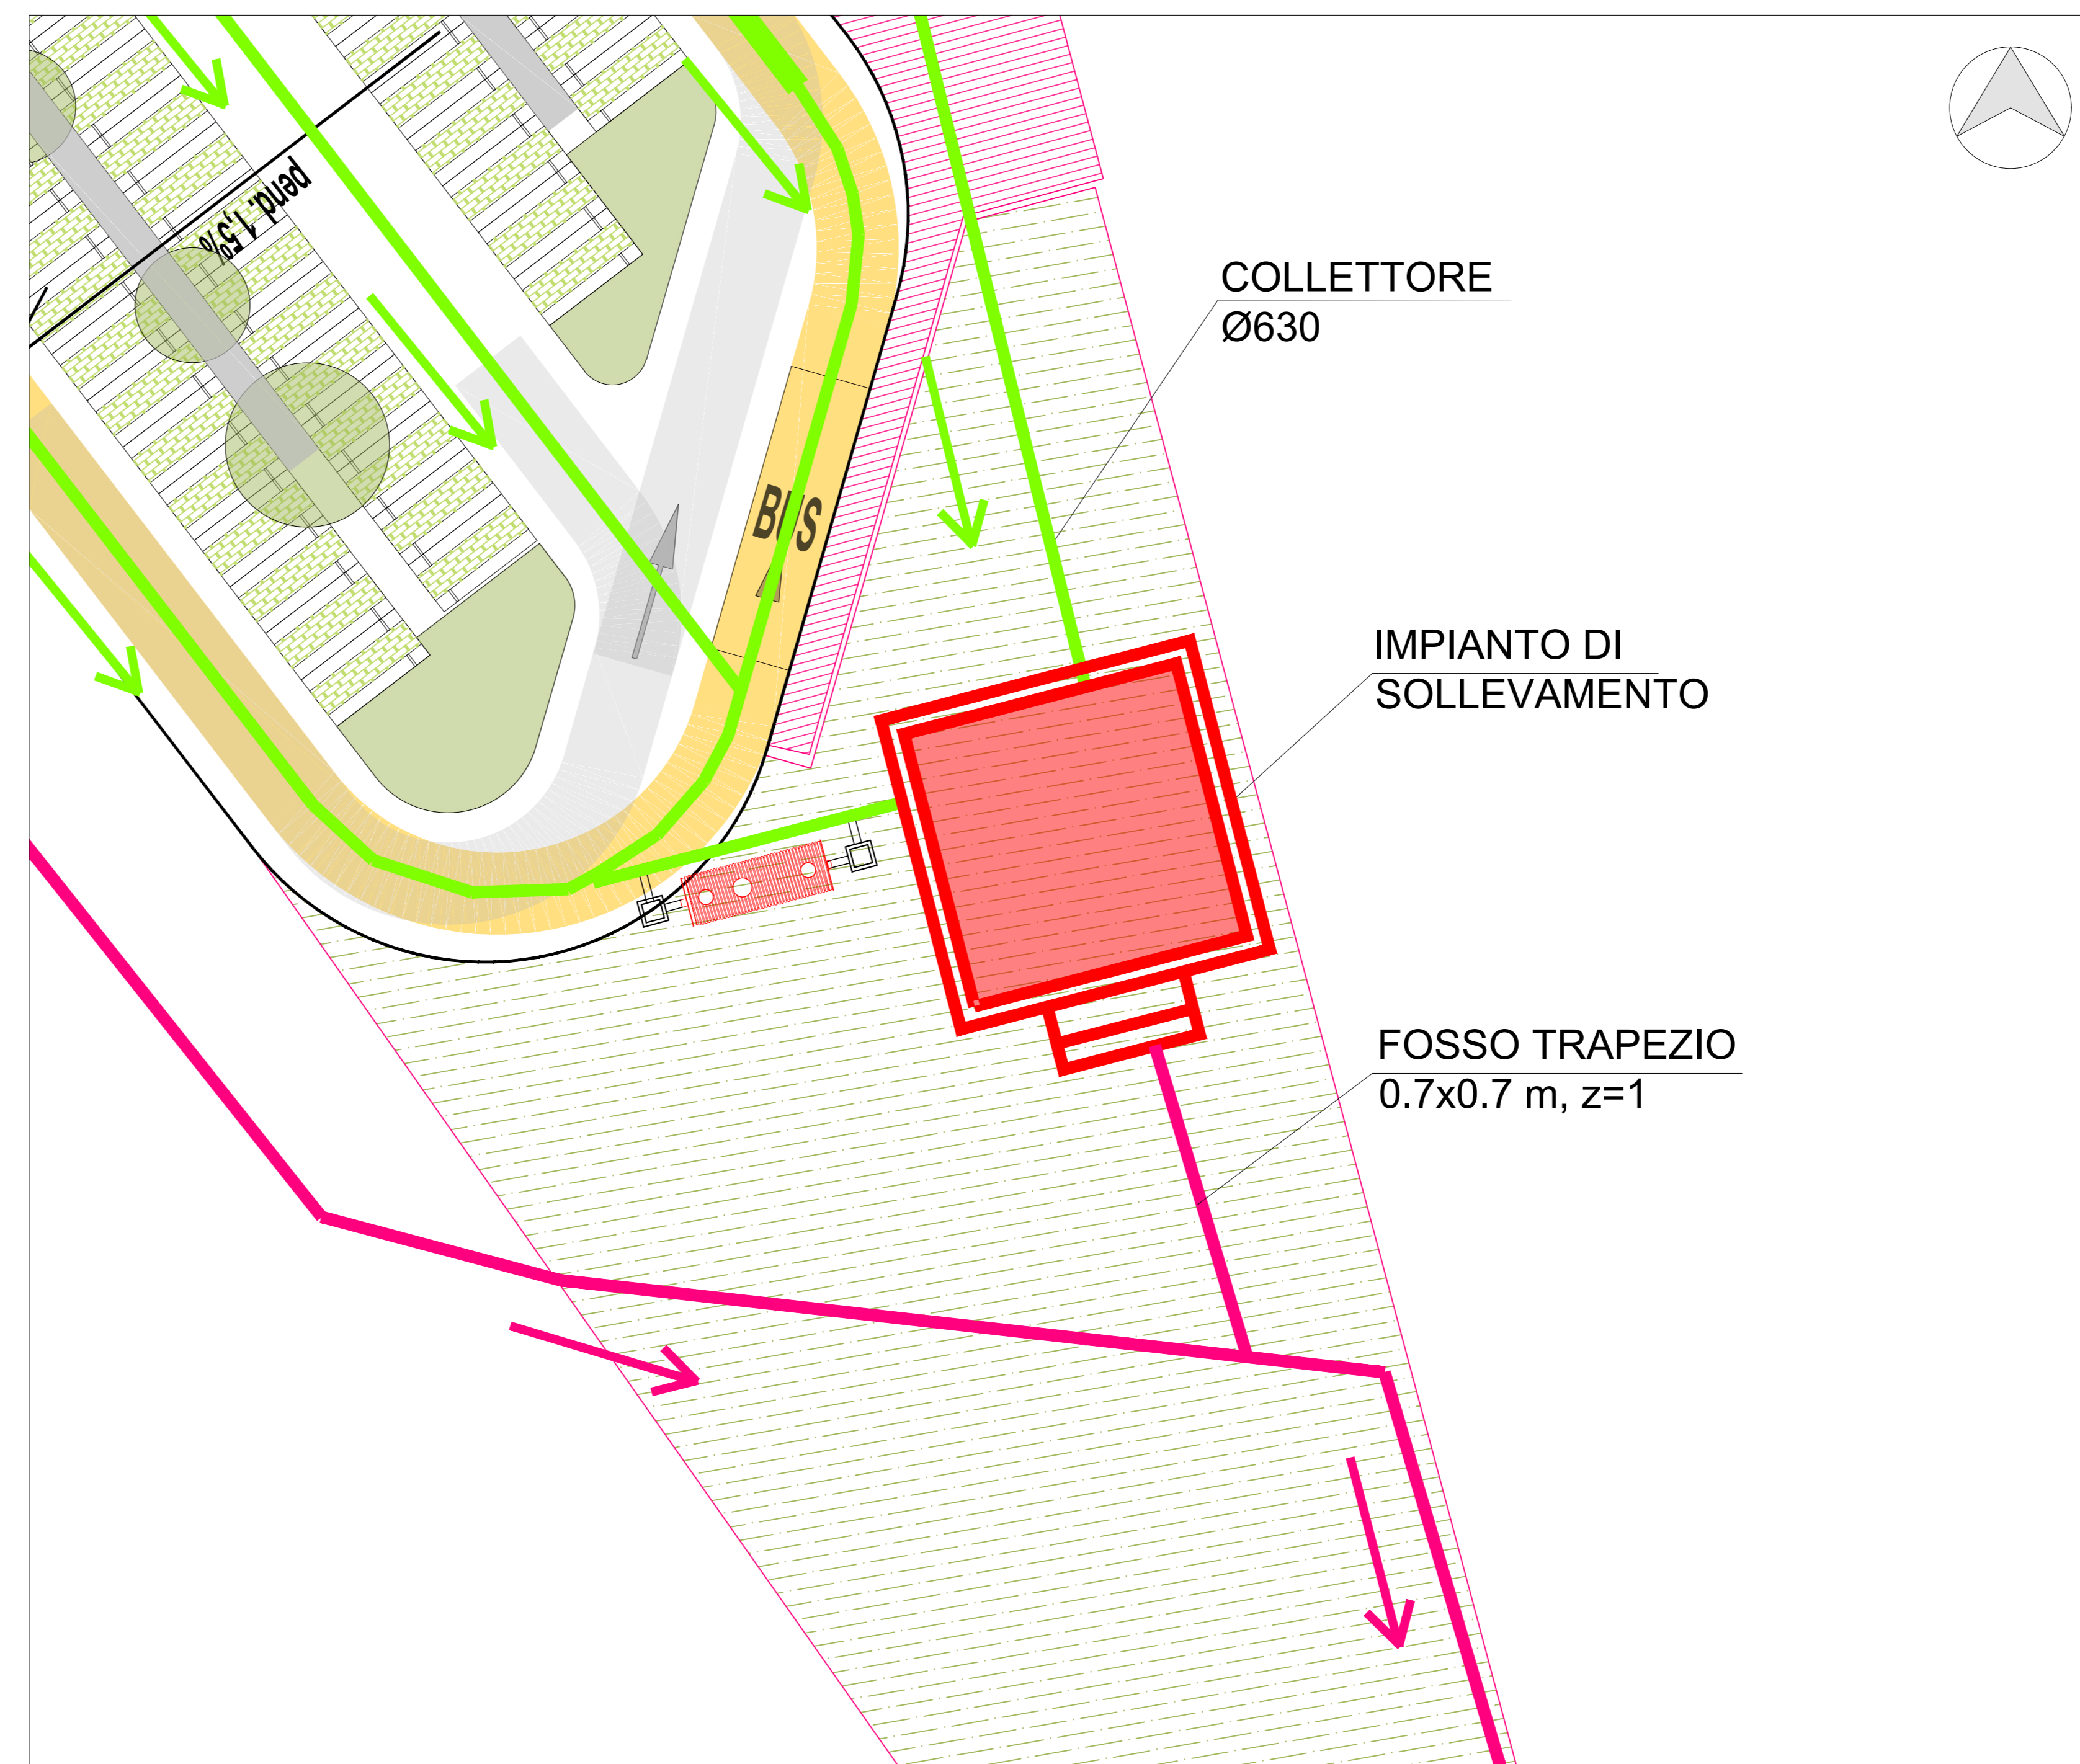 pend. 1,5%
COLLETTORE
Ø630
BUS
IMPIANTO DI
SOLLEVAMENTO
FOSSO TRAPEZIO
0.7x0.7 m, z=1